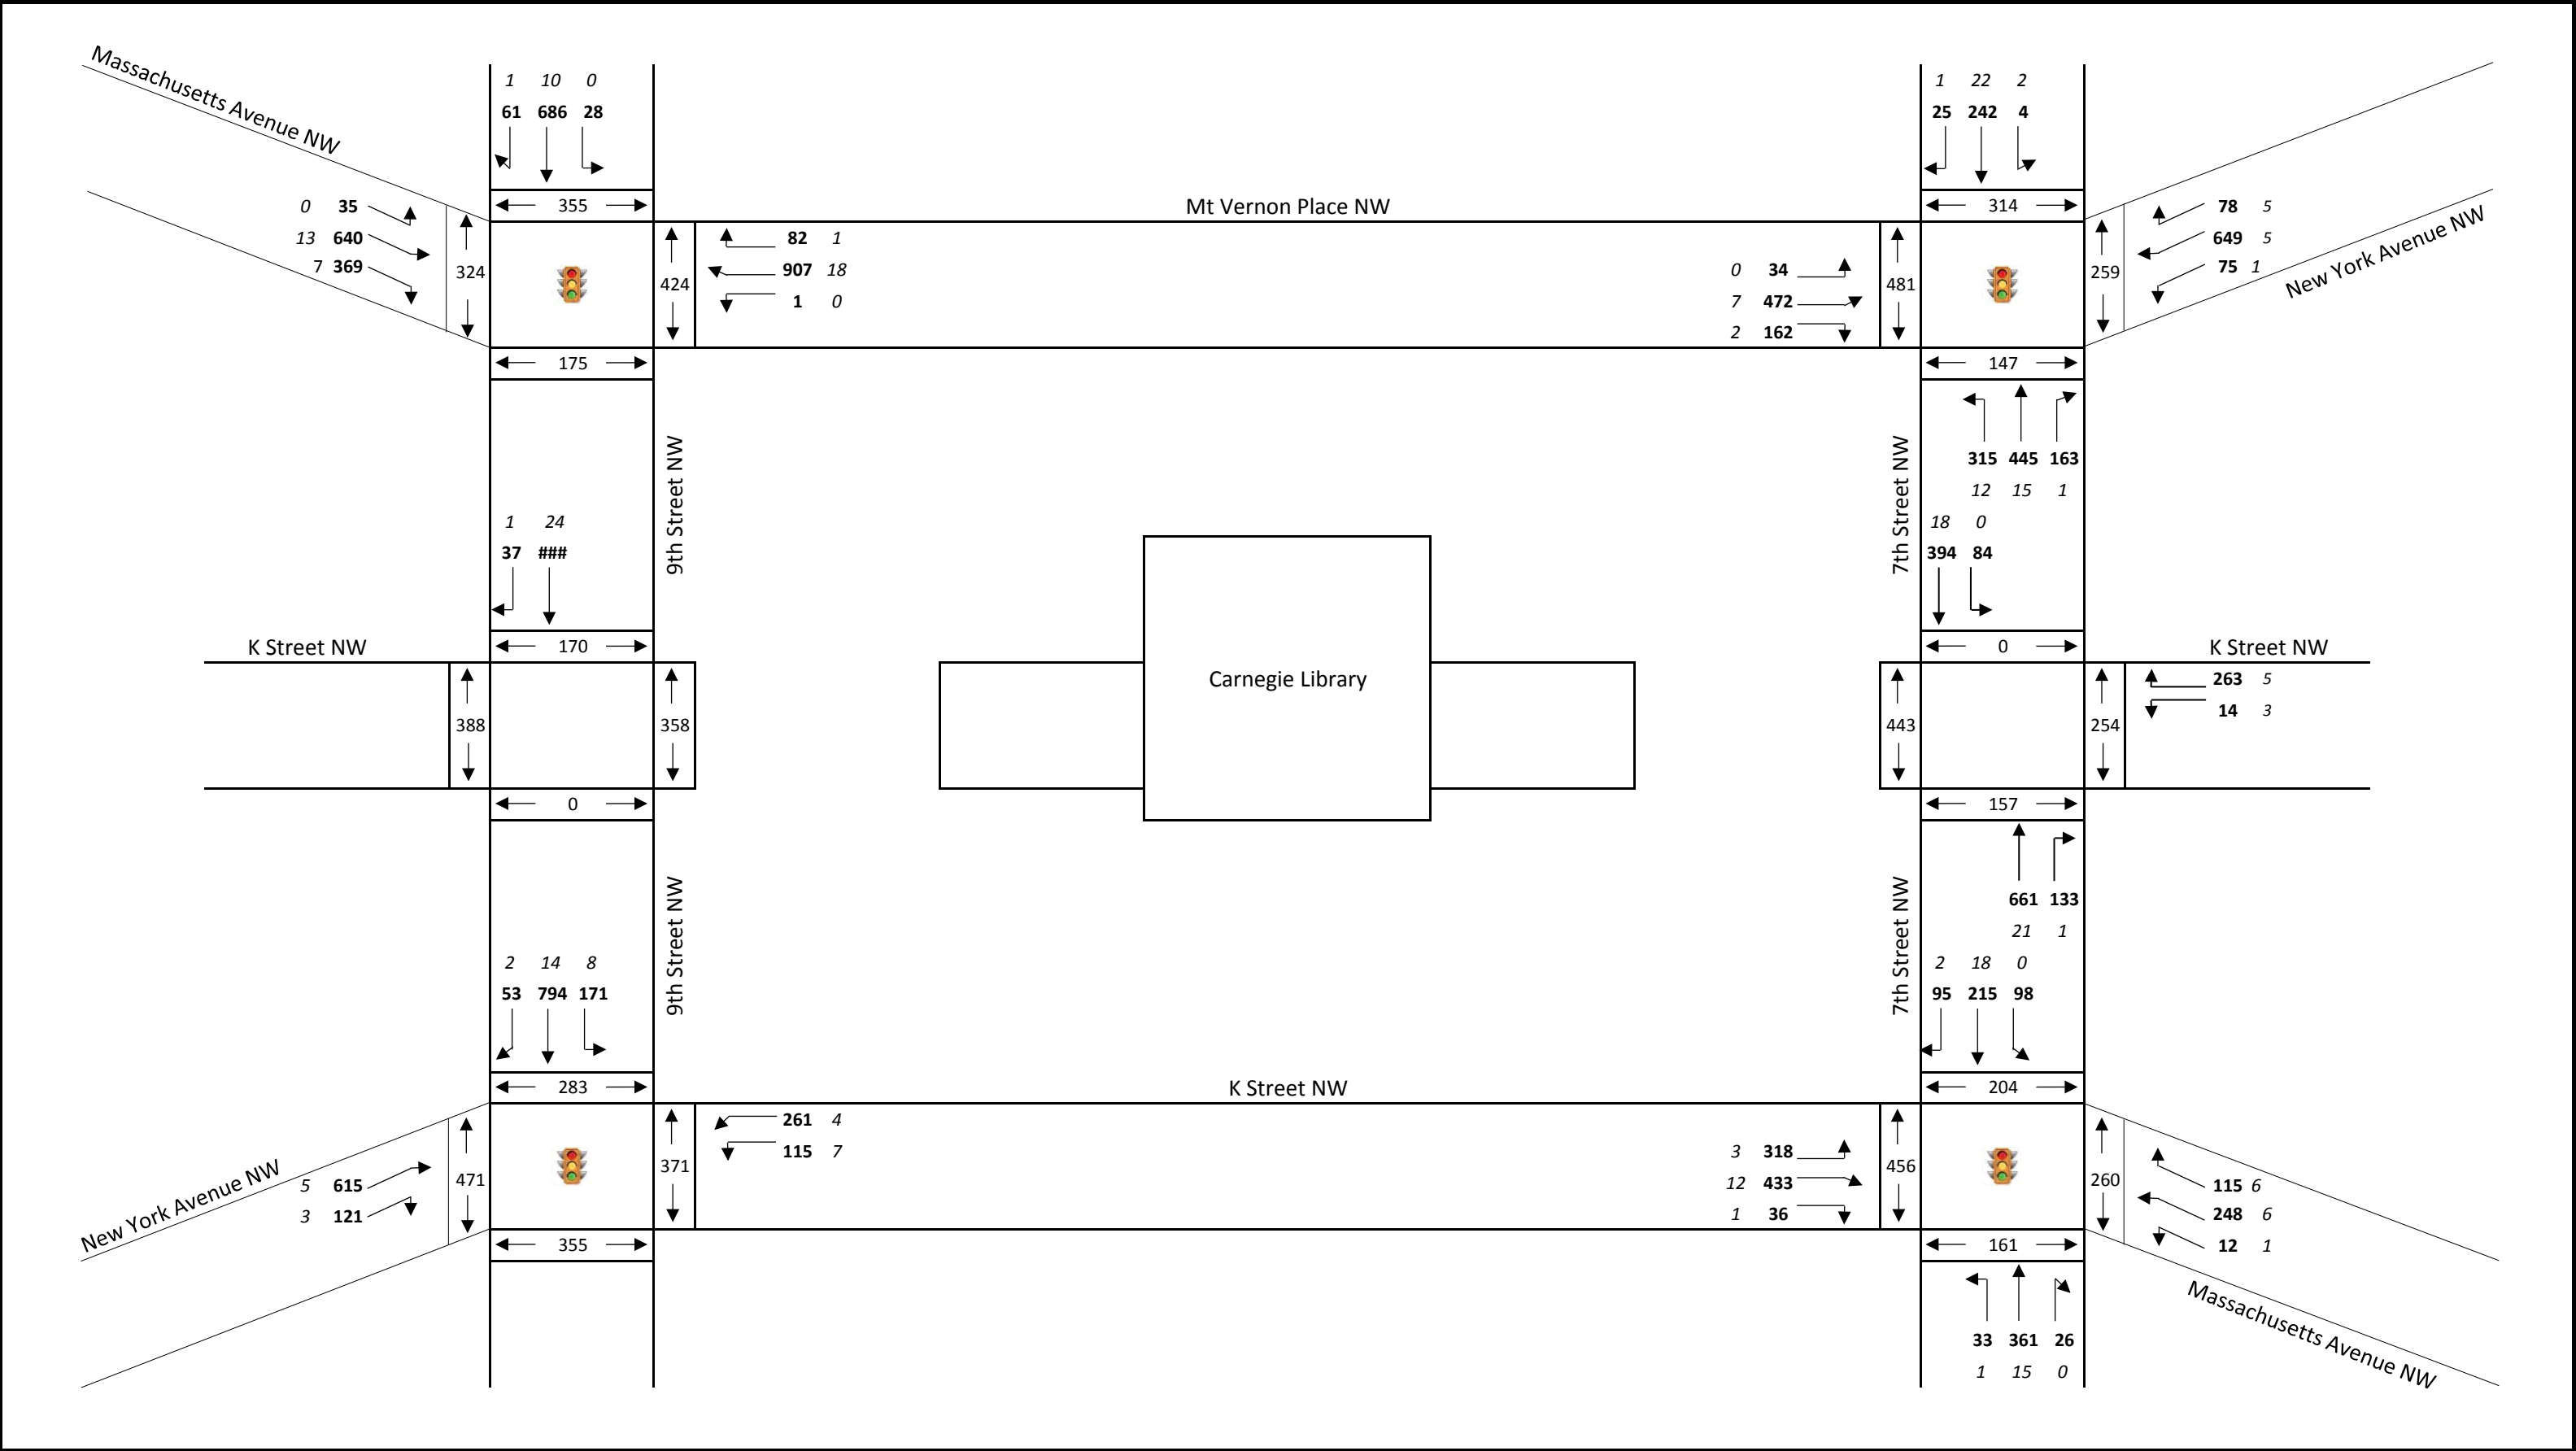 Massachusetts Avenue NW
1 10 0
61 686 28
1 22 2
25 242 4
0 35
13 640
7 369
324
355
Mt Vernon Place NW
314
78 5
649 5
75 1
259
New York Avenue NW
424
82 1
907 18
1 0
0 34
7 472
2 162
481
175
147
315 445 163
12 15 1
9th Street NW
7th Street NW
1 24
37 ###
18 0
394 84
K Street NW
170
0
K Street NW
388
358
Carnegie Library
443
254
263 5
14 3
0
157
661 133
21 1
9th Street NW
7th Street NW
2 14 8
53 794 171
2 18 0
95 215 98
283
K Street NW
204
New York Avenue NW
5 615
3 121
471
371
261 4
115 7
3 318
12 433
1 36
456
260
115 6
248 6
12 1
355
161
33 361 26
1 15 0
Massachusetts Avenue NW